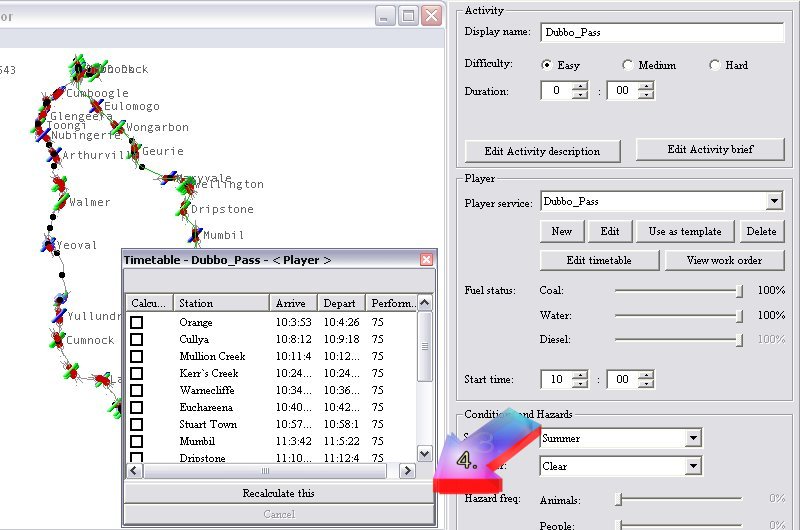 or
543
Cumboogle
Eulomogo
Glengeera
Toongi
Wongarbon
Nubingerie
Geurie
Arthurville
Maryvale
Wellington
Walmer
Dripstone
Mumbil
Yeoval
Yullundr
Cumnock
La
Timetable - Dubbo_Pass - < Player >
Calcu... Station Arrive Depart Perform...
Orange 10:3:53 10:4:26 75
Cullya 10:8:12 10:9:18 75
Mullion Creek 10:11:4 10:12... 75
Kerr`s Creek 10:24... 10:24... 75
Warnecliffe 10:34... 10:36... 75
Euchareena 10:40... 10:42... 75
Stuart Town 10:57... 10:58:1 75
Mumbil 11:3:42 11:5:22 75
Dripstone 11:10... 11:12:4 75
Recalculate this
Cancel
Activity
Display name: Dubbo_Pass
Difficulty: Easy Medium Hard
Duration: 0 : 00
Edit Activity description Edit Activity brief
Player
Player service: Dubbo_Pass
New Edit Use as template Delete
Edit timetable View work order
Fuel status: Coal: 100%
Water: 100%
Diesel: 100%
Start time: 10 : 00
Condition and Hazards
Summer
3
4.
Clear
Hazard freq: Animals: 0%
People: 0%